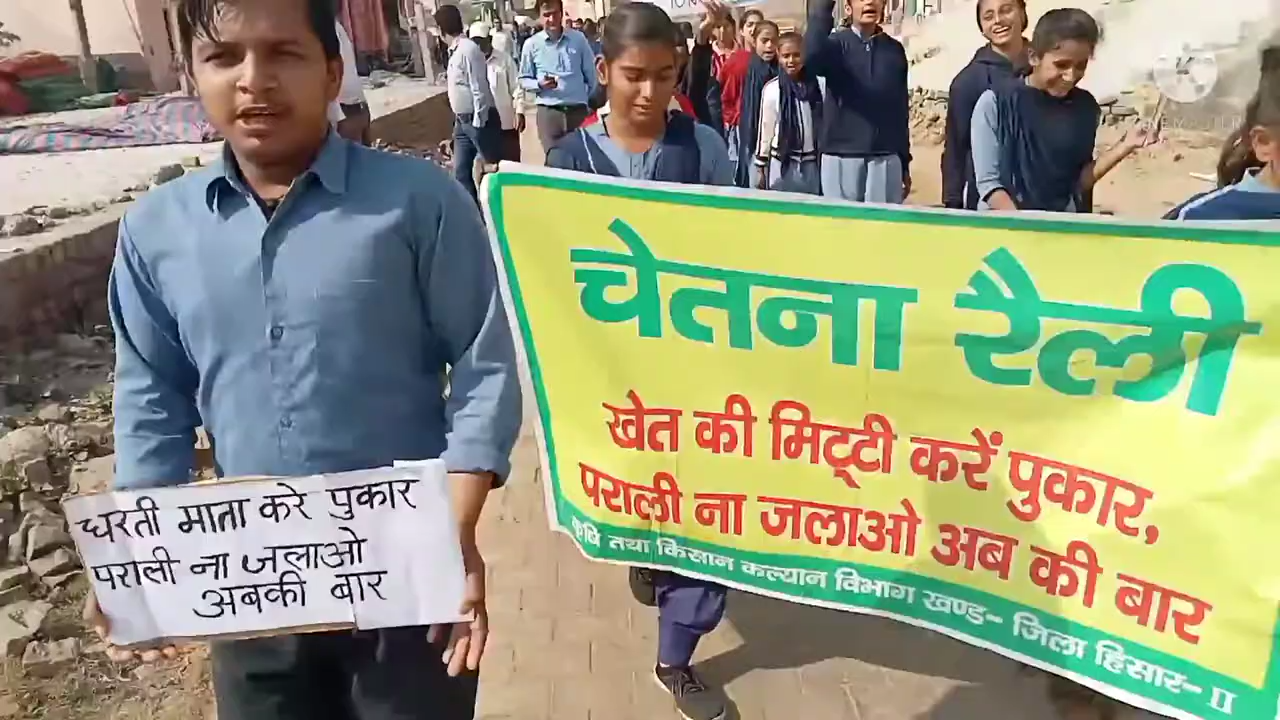 चेतना रैली
खेत की मिट्टी करें पुकार,
पराली ना जलाओ अब की बार
कृषि तथा किसान कल्यान विभाग खण्ड- जिला हिसार- II
धरती माता करे पुकार
पराली ना जलाओ
अबकी बार